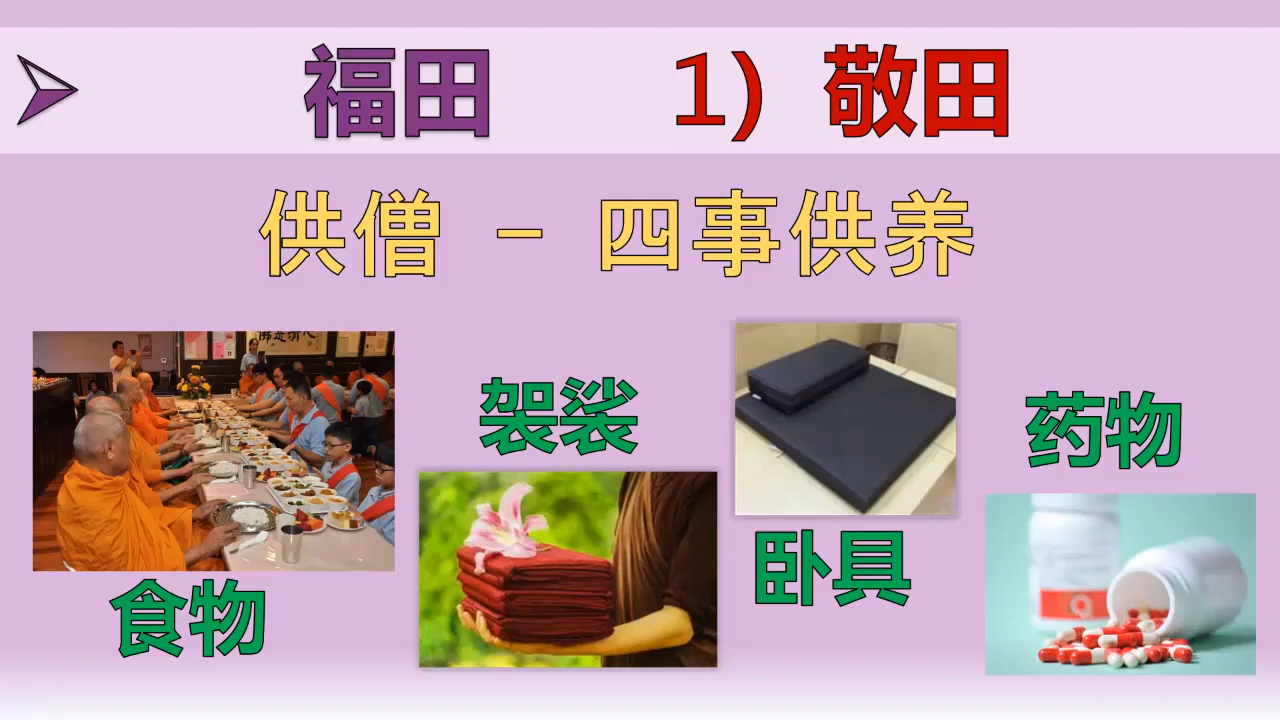 福田 1) 敬田
供僧 - 四事供养
食物
袈裟
卧具
药物